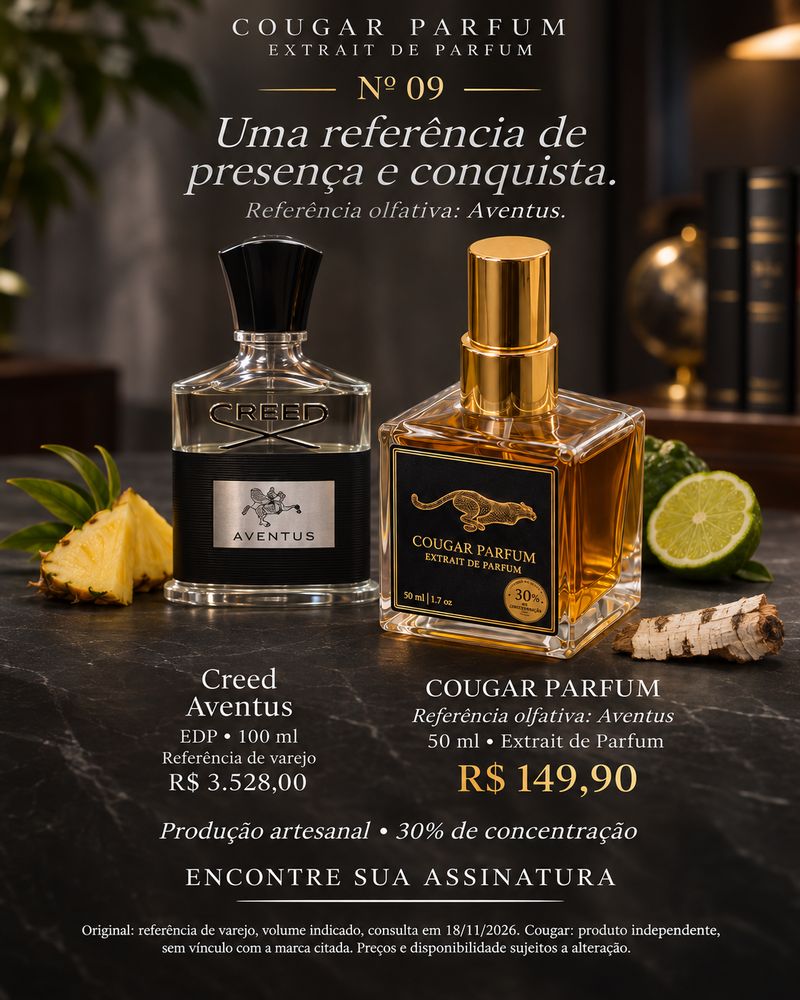 COUGAR PARFUM
EXTRAIT DE PARFUM
Nº 09
Uma referência de
presença e conquista.
Referência olfativa: Aventus.
CREED
AVENTUS
COUGAR PARFUM
EXTRAIT DE PARFUM
50 ml | 1.7 oz
30%
Creed
Aventus
EDP • 100 ml
Referência de varejo
R$ 3.528,00
COUGAR PARFUM
Referência olfativa: Aventus
50 ml • Extrait de Parfum
R$ 149,90
Produção artesanal • 30% de concentração
ENCONTRE SUA ASSINATURA
Original: referência de varejo, volume indicado, consulta em 18/11/2026. Cougar: produto independente,
sem vínculo com a marca citada. Preços e disponibilidade sujeitos a alteração.